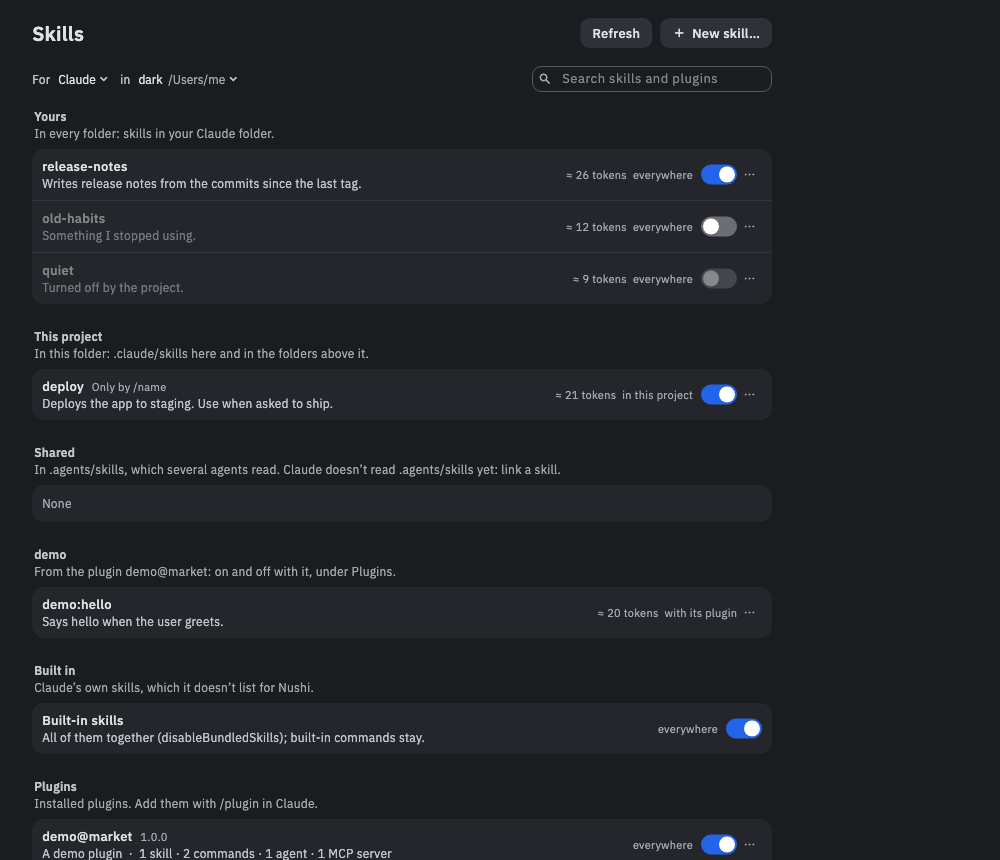 Skills
Refresh
+ New skill...
For Claude in dark /Users/me
Search skills and plugins
Yours
In every folder: skills in your Claude folder.
release-notes
Writes release notes from the commits since the last tag.
≈ 26 tokens everywhere
old-habits
Something I stopped using.
≈ 12 tokens everywhere
quiet
Turned off by the project.
≈ 9 tokens everywhere
This project
In this folder: .claude/skills here and in the folders above it.
deploy Only by /name
Deploys the app to staging. Use when asked to ship.
≈ 21 tokens in this project
Shared
In .agents/skills, which several agents read. Claude doesn’t read .agents/skills yet: link a skill.
None
demo
From the plugin demo@market: on and off with it, under Plugins.
demo:hello
Says hello when the user greets.
≈ 20 tokens with its plugin
Built in
Claude’s own skills, which it doesn’t list for Nushi.
Built-in skills
All of them together (disableBundledSkills); built-in commands stay.
everywhere
Plugins
Installed plugins. Add them with /plugin in Claude.
demo@market 1.0.0
A demo plugin · 1 skill · 2 commands · 1 agent · 1 MCP server
everywhere